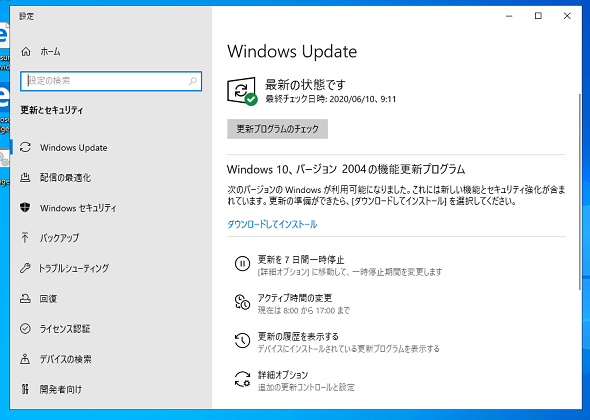 設定
ホーム
設定の検索
更新とセキュリティ
Windows Update
配信の最適化
Windows セキュリティ
バックアップ
トラブルシューティング
回復
ライセンス認証
デバイスの検索
開発者向け
Windows Update
最新の状態です
最終チェック日時: 2020/06/10、9:11
更新プログラムのチェック
Windows 10、バージョン 2004 の機能更新プログラム
次のバージョンの Windows が利用可能になりました。これには新しい機能とセキュリティ強化が含ま
れています。更新の準備ができたら、[ダウンロードしてインストール] を選択してください。
ダウンロードしてインストール
更新を 7 日間一時停止
[詳細オプション] に移動して、一時停止期間を変更します
アクティブ時間の変更
現在は 8:00 から 17:00 まで
更新の履歴を表示する
デバイスにインストールされている更新プログラムを表示する
詳細オプション
追加の更新コントロールと設定